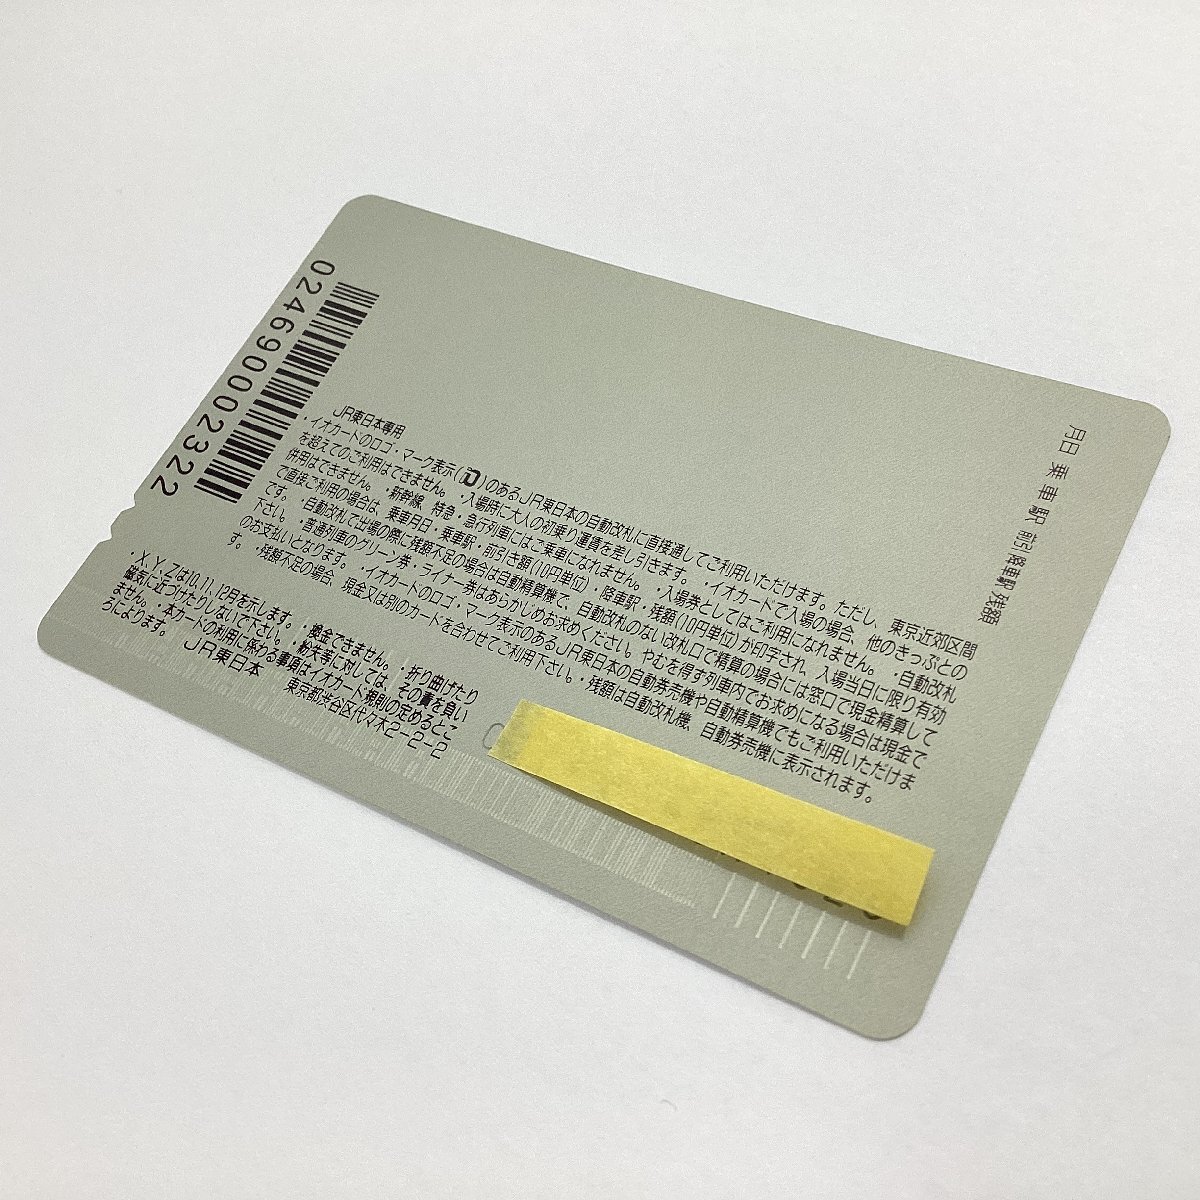 月日 乗車駅 前引 降車駅 残額
0246900002322
JR東日本専用
・イオカードのロゴ・マーク表示(iO)のあるJR東日本の自動改札に直接通してご利用いただけます。ただし、東京近郊区間
を超えてのご利用はできません。・入場時に大人の初乗り運賃を差し引きます。・イオカードで入場の場合、他のきっぷとの
併用はできません。・新幹線、特急・急行列車にはご乗車になれません。・入場券としてはご利用になれません。・自動改札
で直接ご利用の場合は、乗車月日・乗車駅・前引き額(10円単位)・降車駅・残額(10円単位)が印字され、入場当日に限り有効
です。・自動改札で出場の際に残額不足の場合は自動精算機で、自動改札のない改札口で精算の場合には窓口で現金精算して
下さい。・普通列車のグリーン券・ライナー券はあらかじめお求めください。やむを得ず列車内でお求めになる場合は現金で
のお支払いとなります。・イオカードのロゴ・マーク表示のあるJR東日本の自動券売機や自動精算機でもご利用いただけま
す。・残額不足の場合、現金又は別のカードを合わせてご利用下さい。・残額は自動改札機、自動券売機に表示されます。
・X,Y,Zは10,11,12月を示します。・換金できません。・折り曲げたり
磁気に近づけたりしないで下さい。・紛失等に対しては、その責を負い
ません。・本カードの利用に係わる事項はイオカード規則の定めるとこ
ろによります。
JR東日本 東京都渋谷区代々木2-2-2